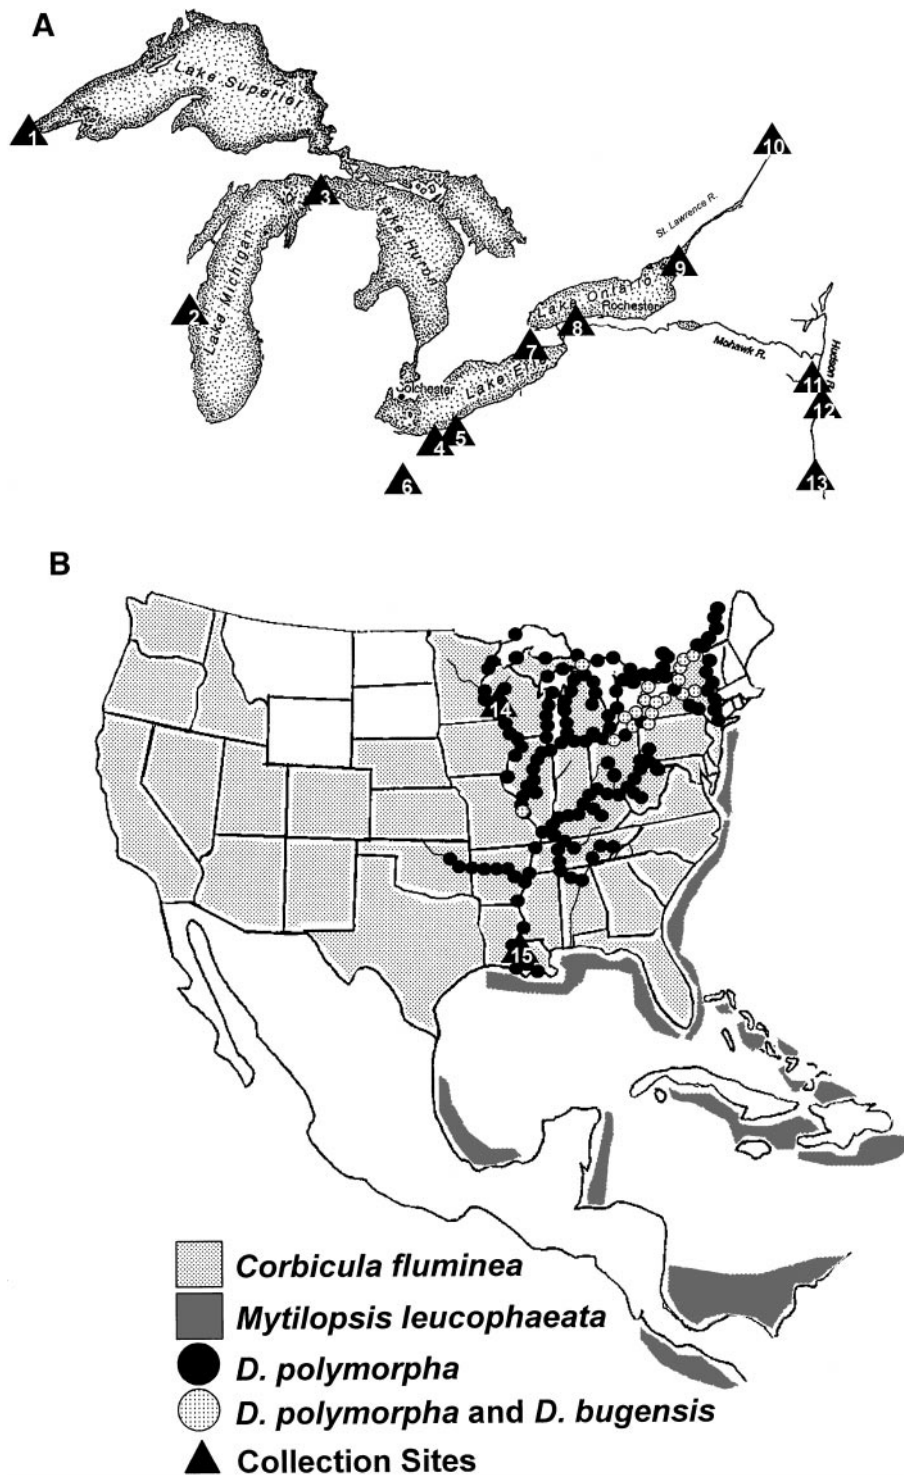 A
Lake Superior
1
10
3
St. Lawrence R.
Lake Huron
Lake Michigan
9
2
Lake Ontario
Rochester
8
7
Mohawk R.
Hudson R.
Colchester
Lake Erie
11
12
5
4
6
13
B
14
15
Corbicula fluminea
Mytilopsis leucophaeata
D. polymorpha
D. polymorpha and D. bugensis
Collection Sites